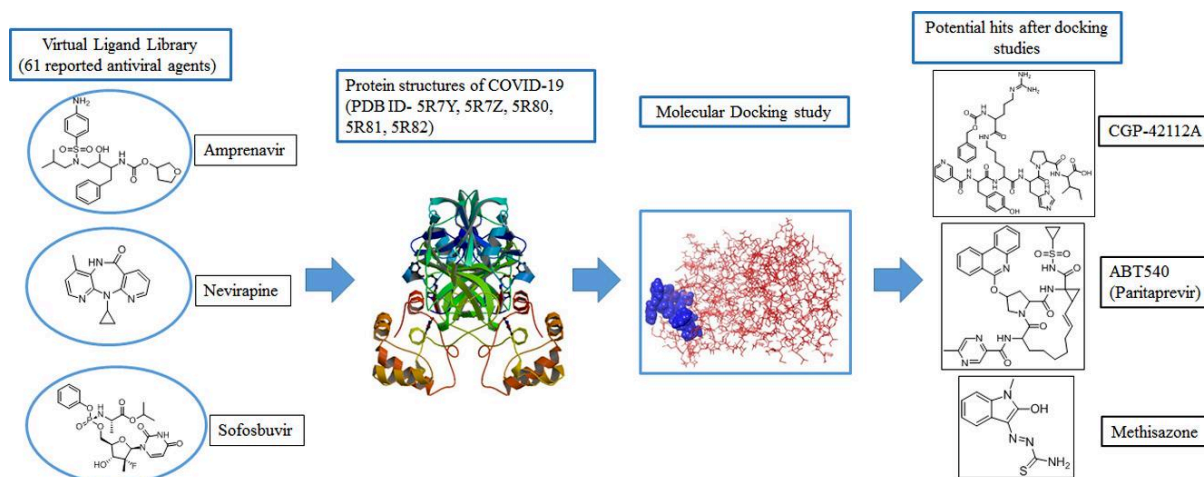 Virtual Ligand Library
(61 reported antiviral agents)
Amprenavir
Nevirapine
Sofosbuvir
Protein structures of COVID-19
(PDB ID- 5R7Y, 5R7Z, 5R80,
5R81, 5R82)
Molecular Docking study
Potential hits after docking
studies
CGP-42112A
ABT540
(Paritaprevir)
Methisazone